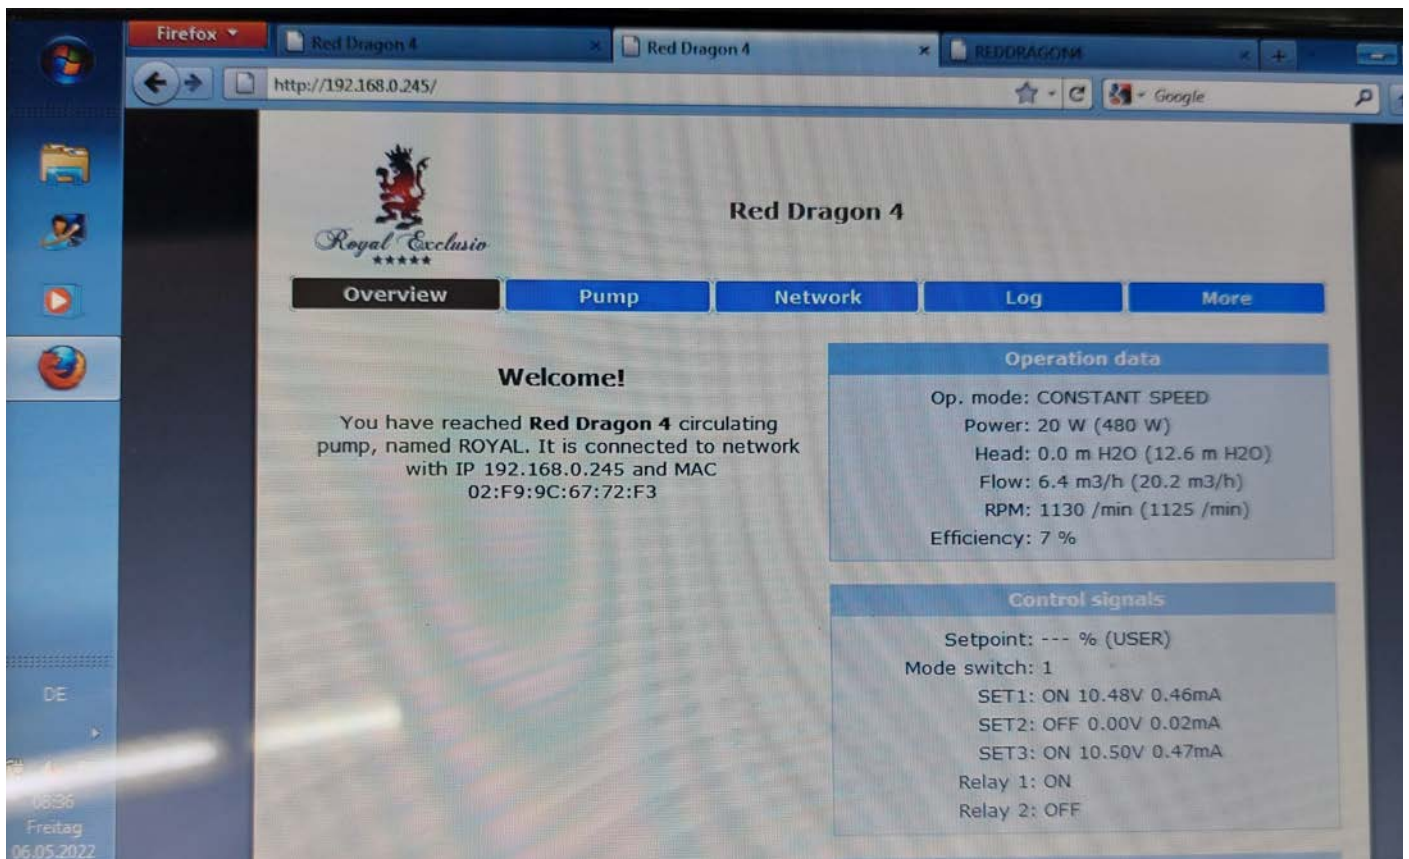 Firefox
Red Dragon 4
Red Dragon 4
REDDRAGON4
http://192.168.0.245/
Google
Royal Exclusiv
Red Dragon 4
Overview
Pump
Network
Log
More
Welcome!
You have reached Red Dragon 4 circulating
pump, named ROYAL. It is connected to network
with IP 192.168.0.245 and MAC
02:F9:9C:67:72:F3
Operation data
Op. mode: CONSTANT SPEED
Power: 20 W (480 W)
Head: 0.0 m H2O (12.6 m H2O)
Flow: 6.4 m3/h (20.2 m3/h)
RPM: 1130 /min (1125 /min)
Efficiency: 7 %
Control signals
Setpoint: --- % (USER)
Mode switch: 1
SET1: ON 10.48V 0.46mA
SET2: OFF 0.00V 0.02mA
SET3: ON 10.50V 0.47mA
Relay 1: ON
Relay 2: OFF
DE
08:36
Freitag
06.05.2022